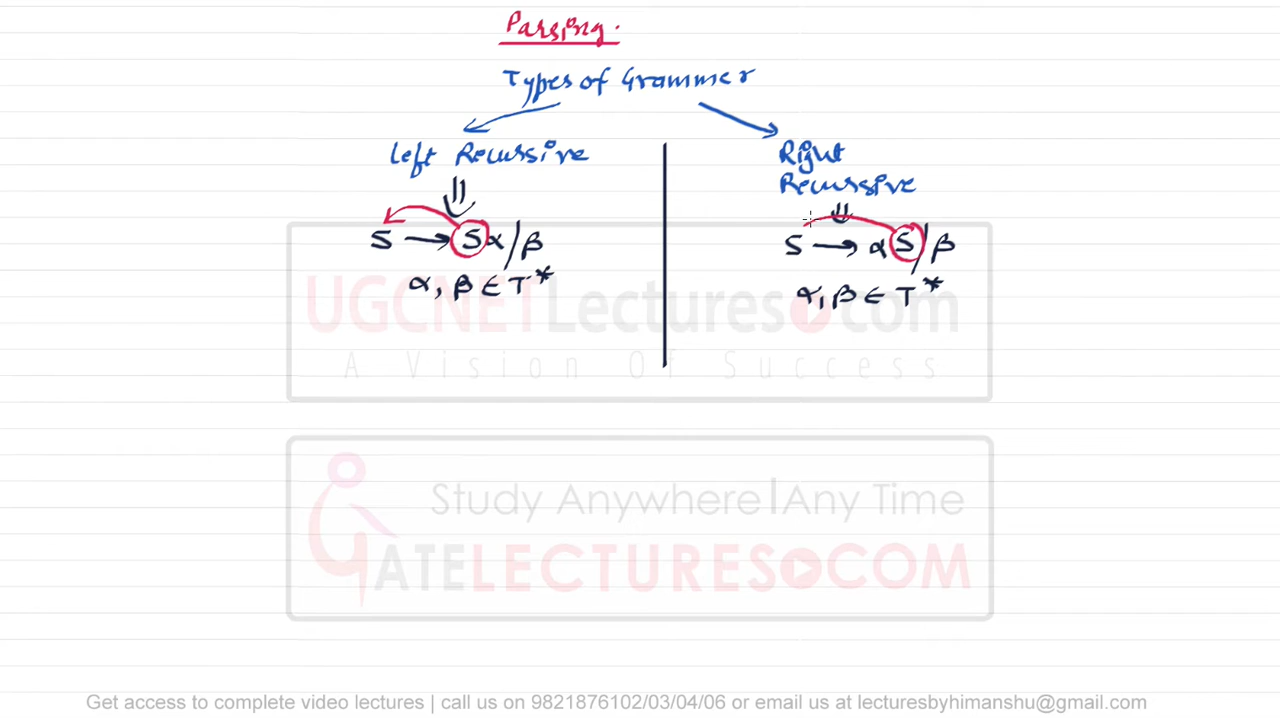 Parsing.
Types of Grammer
Left Recursive
S → Sα/β
α, β ∈ T*
Right
Recursive
S → αS/β
α, β ∈ T*
UGCNETLectures.com
A Vision Of Success
Study Anywhere|Any Time
GATELECTURES.COM
Get access to complete video lectures | call us on 9821876102/03/04/06 or email us at lecturesbyhimanshu@gmail.com